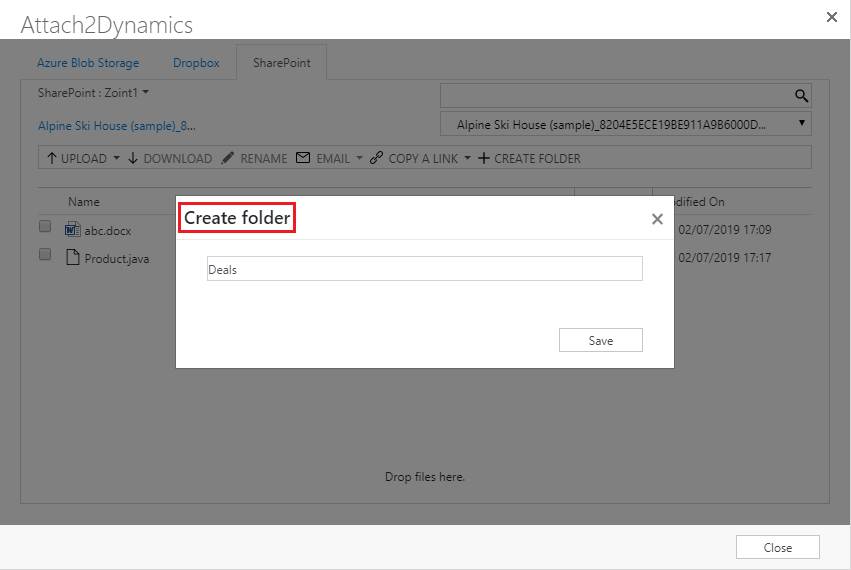 Attach2Dynamics
Azure Blob Storage Dropbox SharePoint
SharePoint : Zoint1
Alpine Ski House (sample)_8...
Alpine Ski House (sample)_8204E5ECE19BE911A9B6000D...
UPLOAD DOWNLOAD RENAME EMAIL COPY A LINK CREATE FOLDER
Name dified On
abc.docx 02/07/2019 17:09
Product.java 02/07/2019 17:17
Create folder
Deals
Save
Drop files here.
Close